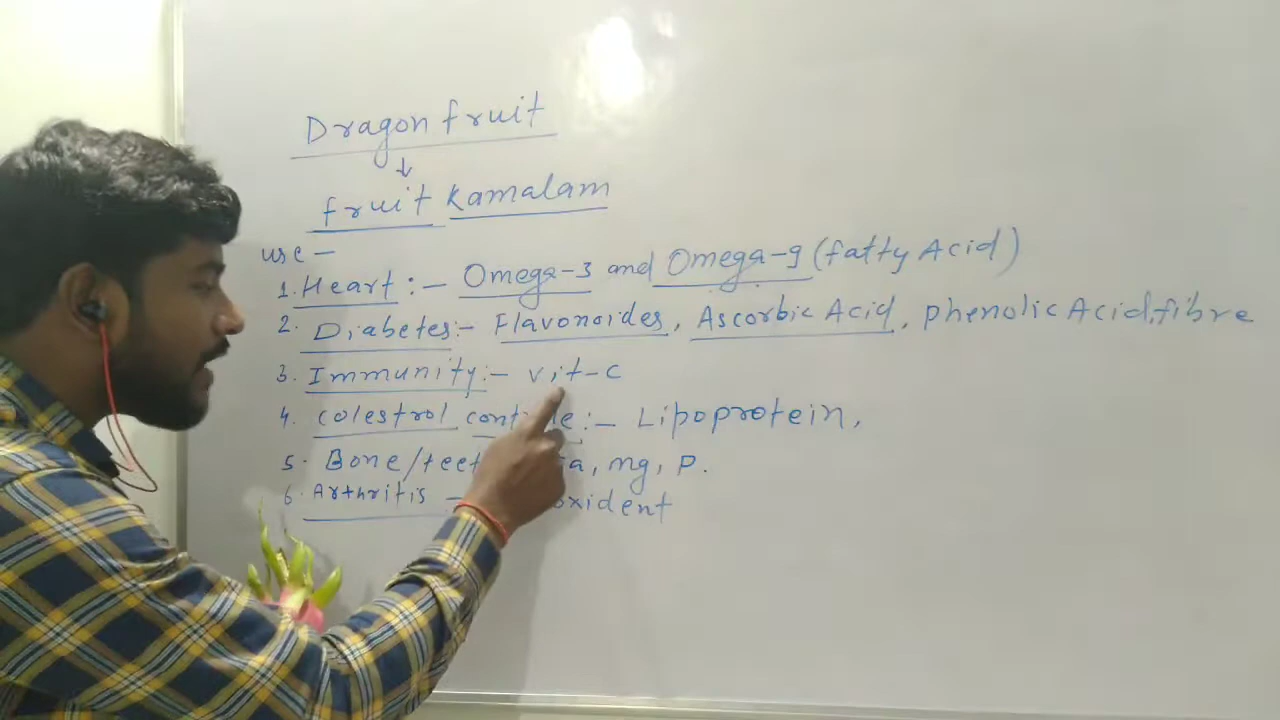 Dragon fruit
↓
fruit Kamalam
use –
1. Heart :– Omega-3 and Omega-9 (fatty Acid)
2. Diabetes:– Flavonoides, Ascorbic Acid, phenolic Acid, fibre
3. Immunity:– vit-c
4. colestrol :– Lipoprotein,
5. Bone/ , mg, P.
6. Arthritis –